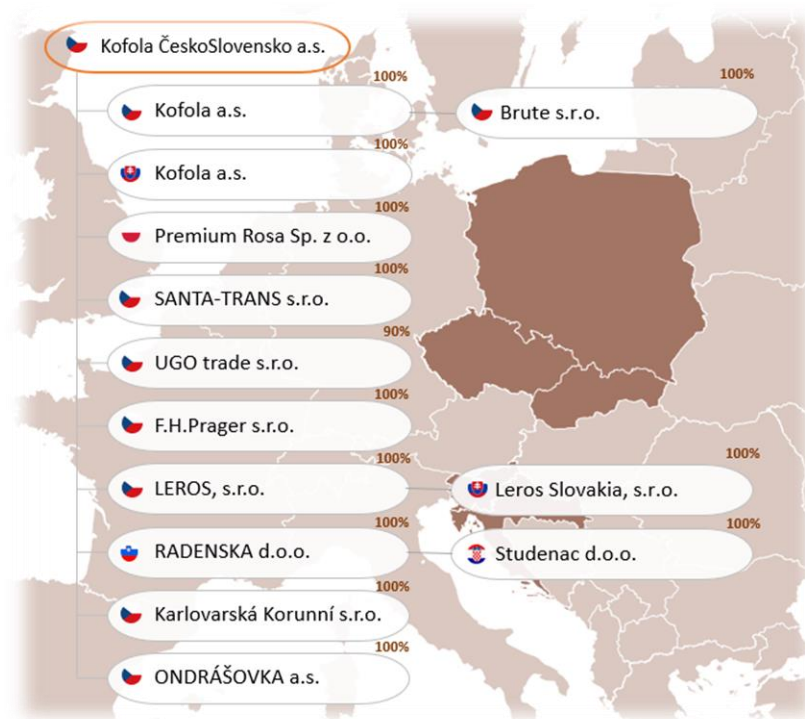 Kofola ČeskoSlovensko a.s.
100%
Kofola a.s.
100%
Brute s.r.o.
100%
Kofola a.s.
100%
Premium Rosa Sp. z o.o.
100%
SANTA-TRANS s.r.o.
90%
UGO trade s.r.o.
100%
F.H.Prager s.r.o.
100%
LEROS, s.r.o.
100%
Leros Slovakia, s.r.o.
100%
RADENSKA d.o.o.
100%
Studenac d.o.o.
100%
Karlovarská Korunní s.r.o.
100%
ONDRÁŠOVKA a.s.